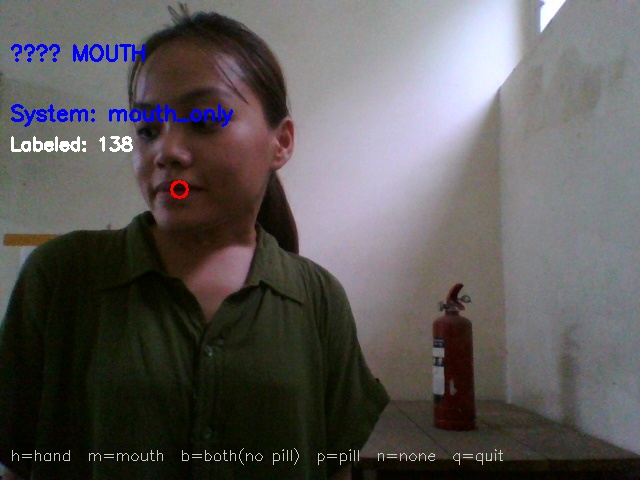 ???? MOUTH
System: mouth_only
Labeled: 138
h=hand m=mouth b=both(no pill) p=pill n=none q=quit